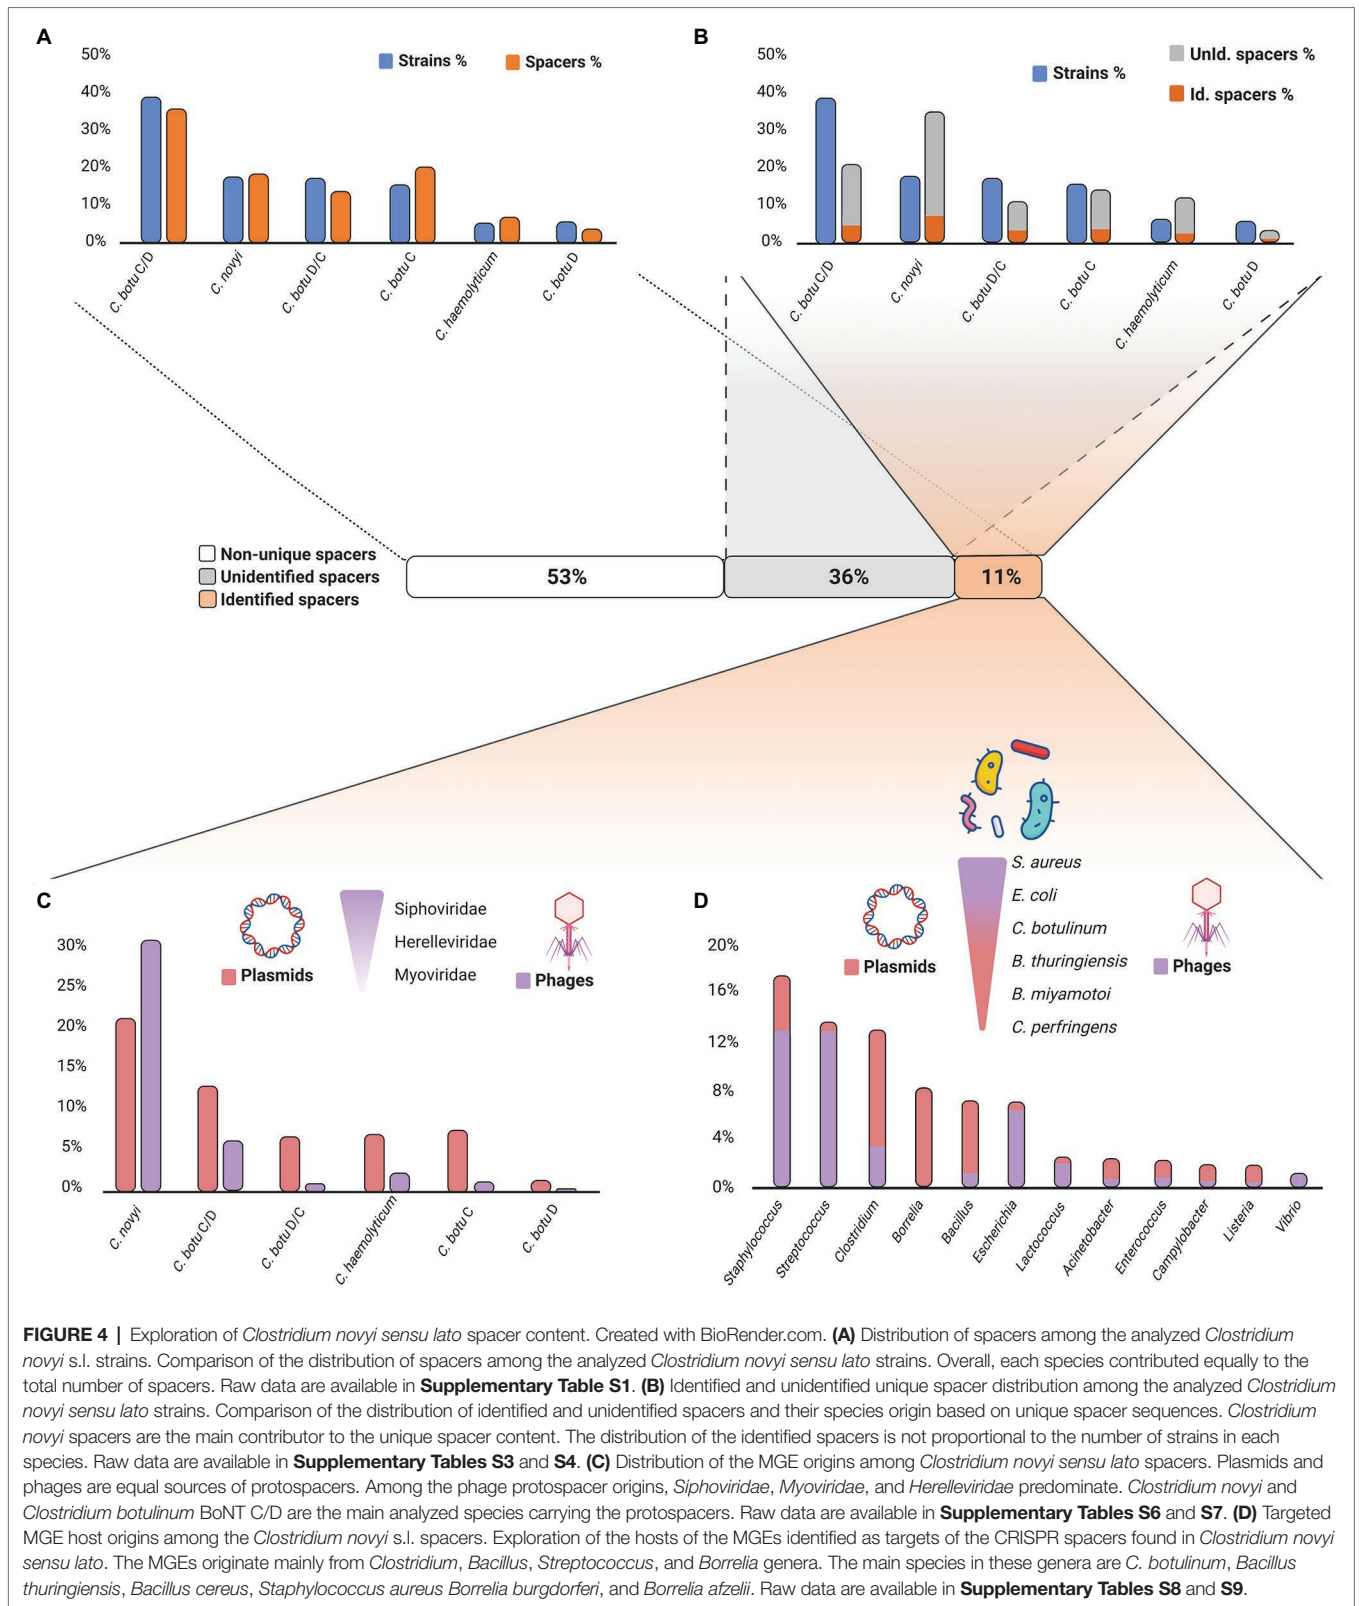 A
50%
40%
30%
20%
10%
0%
Strains %
Spacers %
C. botu C/D
C. novyi
C. botu D/C
C. botu C
C. haemolyticum
C. botu D
B
50%
40%
30%
20%
10%
0%
Strains %
UnId. spacers %
Id. spacers %
C. botu C/D
C. novyi
C. botu D/C
C. botu C
C. haemolyticum
C. botu D
Non-unique spacers
Unidentified spacers
Identified spacers
53%
36%
11%
C
30%
25%
20%
15%
10%
5%
0%
Plasmids
Siphoviridae
Herelleviridae
Myoviridae
Phages
C. novyi
C. botu C/D
C. botu D/C
C. haemolyticum
C. botu C
C. botu D
D
20%
16%
12%
8%
4%
0%
Plasmids
S. aureus
E. coli
C. botulinum
B. thuringiensis
B. miyamotoi
C. perfringens
Phages
Staphylococcus
Streptococcus
Clostridium
Borrelia
Bacillus
Escherichia
Lactococcus
Acinetobacter
Enterococcus
Campylobacter
Listeria
Vibrio
FIGURE 4 | Exploration of Clostridium novyi sensu lato spacer content. Created with BioRender.com. (A) Distribution of spacers among the analyzed Clostridium
novyi s.l. strains. Comparison of the distribution of spacers among the analyzed Clostridium novyi sensu lato strains. Overall, each species contributed equally to the
total number of spacers. Raw data are available in Supplementary Table S1. (B) Identified and unidentified unique spacer distribution among the analyzed Clostridium
novyi sensu lato strains. Comparison of the distribution of identified and unidentified spacers and their species origin based on unique spacer sequences. Clostridium
novyi spacers are the main contributor to the unique spacer content. The distribution of the identified spacers is not proportional to the number of strains in each
species. Raw data are available in Supplementary Tables S3 and S4. (C) Distribution of the MGE origins among Clostridium novyi sensu lato spacers. Plasmids and
phages are equal sources of protospacers. Among the phage protospacer origins, Siphoviridae, Myoviridae, and Herelleviridae predominate. Clostridium novyi and
Clostridium botulinum BoNT C/D are the main analyzed species carrying the protospacers. Raw data are available in Supplementary Tables S6 and S7. (D) Targeted
MGE host origins among the Clostridium novyi s.l. spacers. Exploration of the hosts of the MGEs identified as targets of the CRISPR spacers found in Clostridium novyi
sensu lato. The MGEs originate mainly from Clostridium, Bacillus, Streptococcus, and Borrelia genera. The main species in these genera are C. botulinum, Bacillus
thuringiensis, Bacillus cereus, Staphylococcus aureus Borrelia burgdorferi, and Borrelia afzelii. Raw data are available in Supplementary Tables S8 and S9.